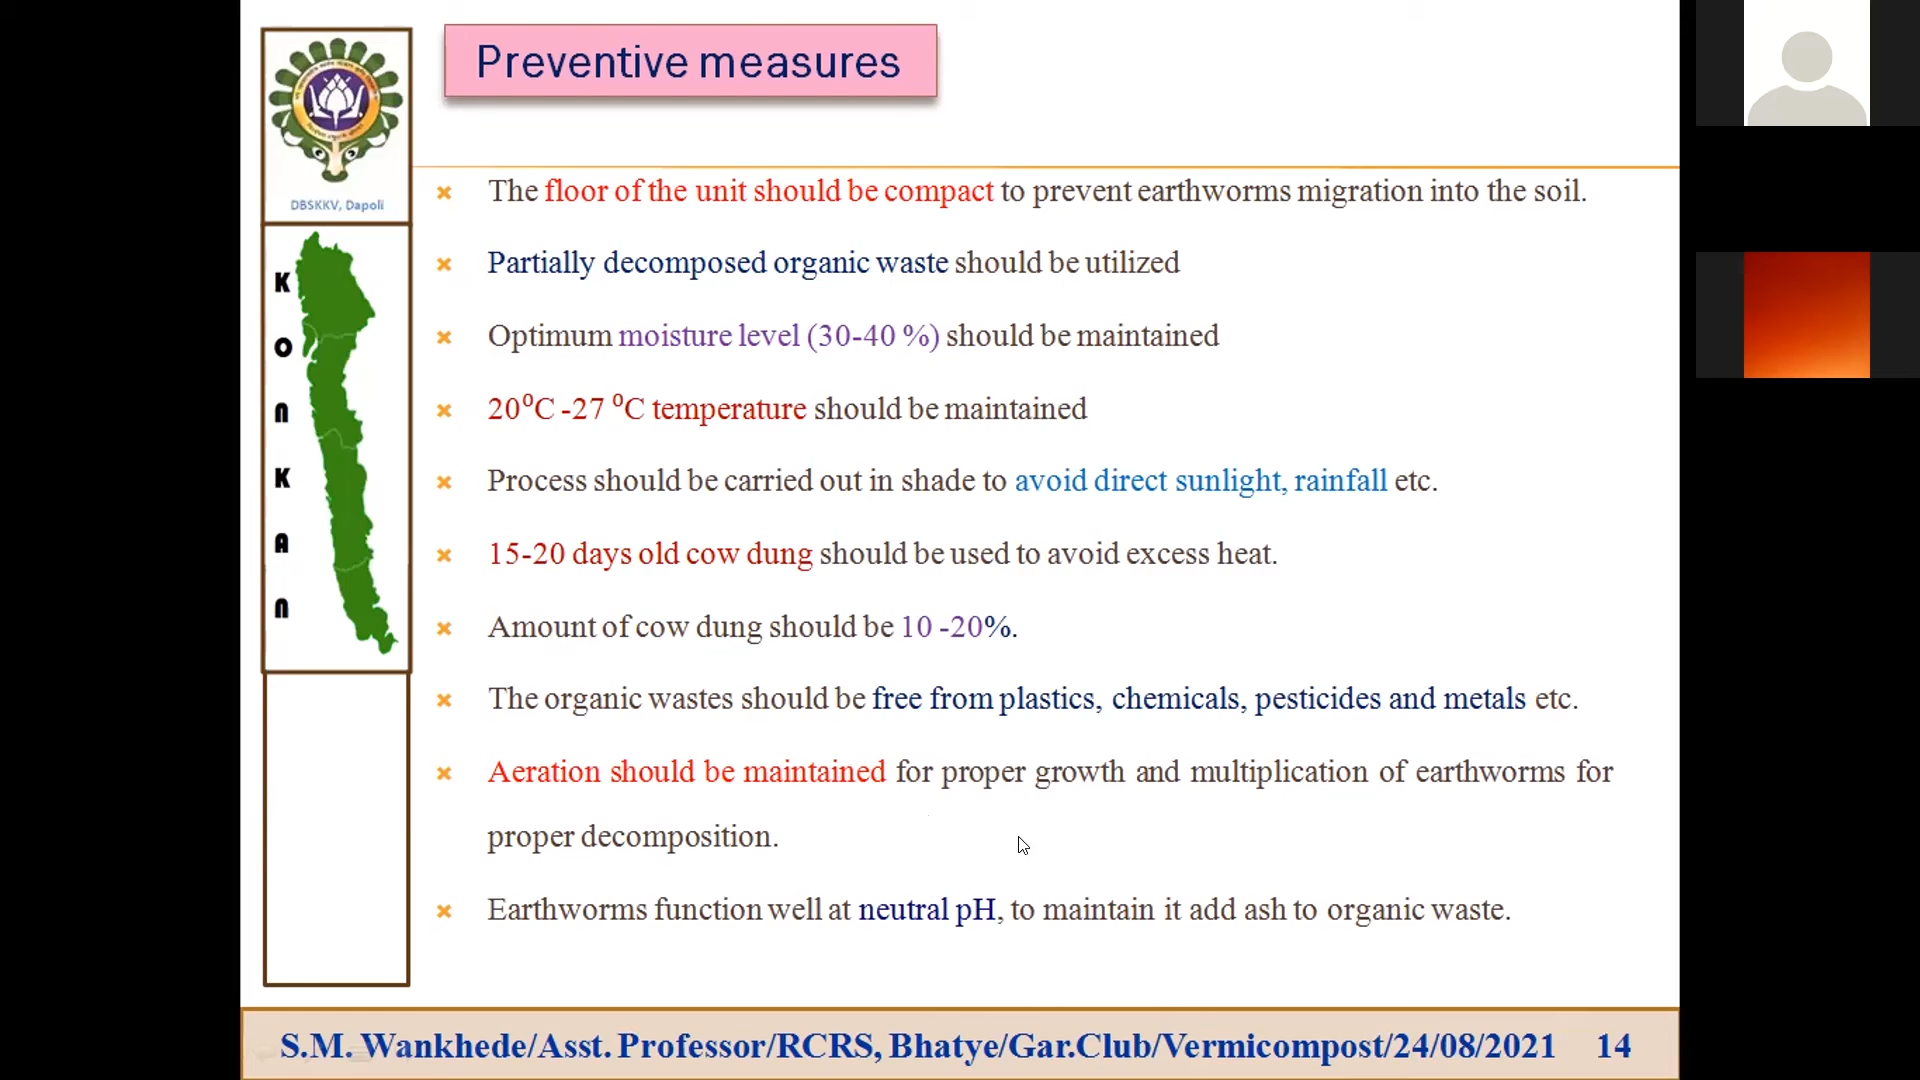 Preventive measures
DBSKKV, Dapoli
K
O
N
K
A
N
The floor of the unit should be compact to prevent earthworms migration into the soil.
Partially decomposed organic waste should be utilized
Optimum moisture level (30-40 %) should be maintained
20⁰C -27 ⁰C temperature should be maintained
Process should be carried out in shade to avoid direct sunlight, rainfall etc.
15-20 days old cow dung should be used to avoid excess heat.
Amount of cow dung should be 10 -20%.
The organic wastes should be free from plastics, chemicals, pesticides and metals etc.
Aeration should be maintained for proper growth and multiplication of earthworms for
proper decomposition.
Earthworms function well at neutral pH, to maintain it add ash to organic waste.
S.M. Wankhede/Asst. Professor/RCRS, Bhatye/Gar.Club/Vermicompost/24/08/2021 14